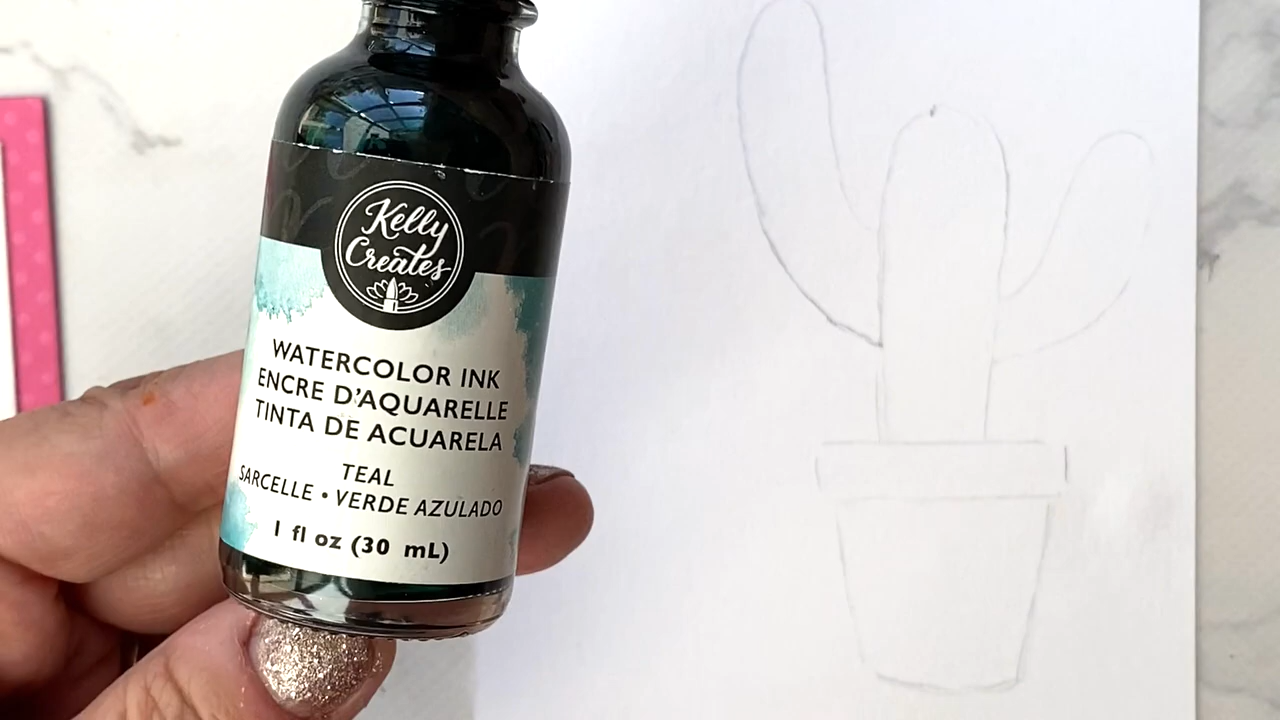 Kelly
Creates
WATERCOLOR INK
ENCRE D'AQUARELLE
TINTA DE ACUARELA
TEAL
SARCELLE • VERDE AZULADO
1 fl oz (30 mL)